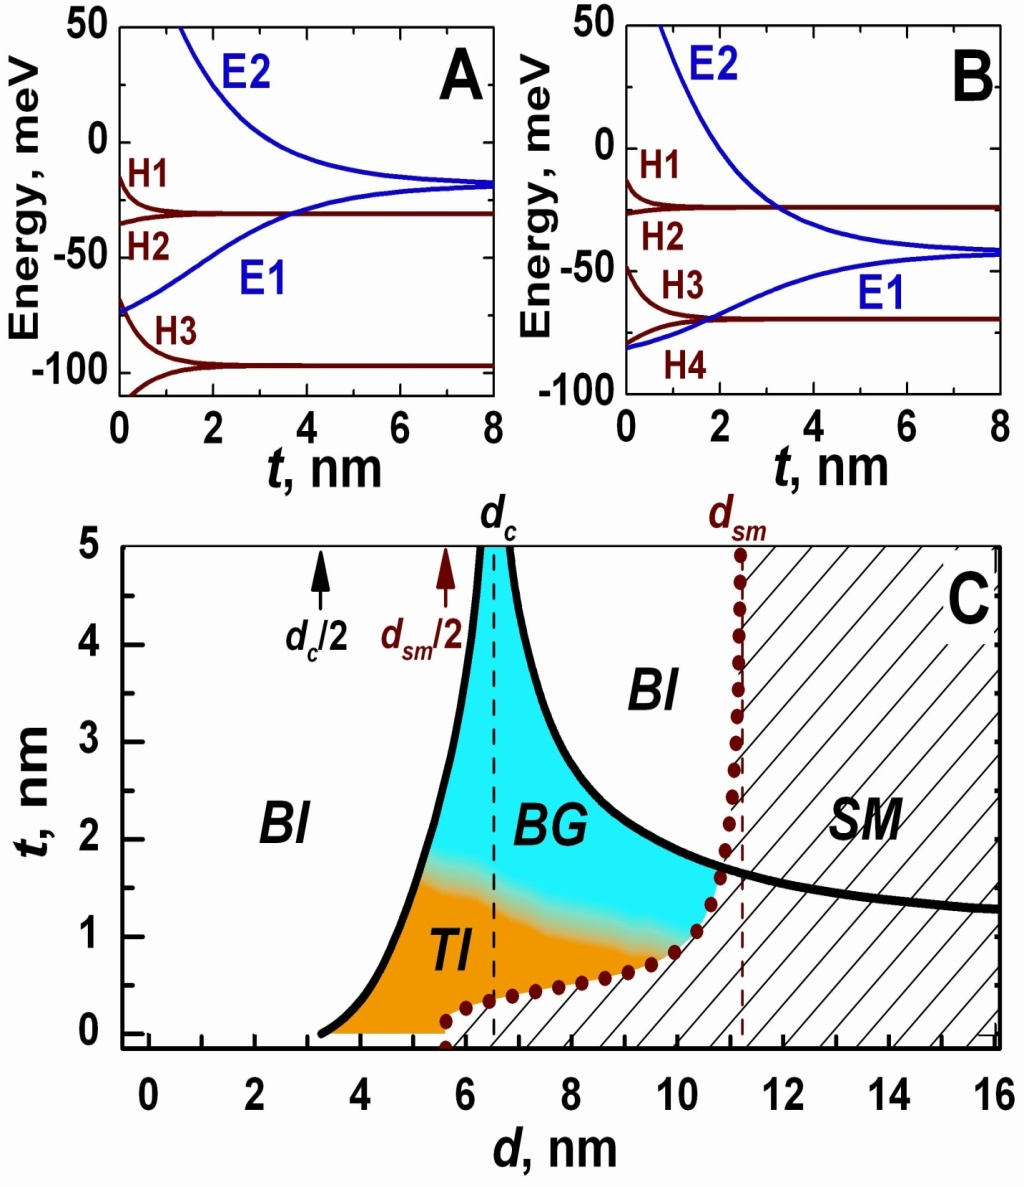 A
Energy, meV
50
0
-50
-100
E2
H1
H2
E1
H3
0 2 4 6 8
t, nm
B
Energy, meV
50
0
-50
-100
E2
H1
H2
H3
E1
H4
0 2 4 6 8
t, nm
d_c d_sm
C
t, nm
5
4
3
2
1
0
d_c/2 d_sm/2
BI
BI
BG
SM
TI
0 2 4 6 8 10 12 14 16
d, nm